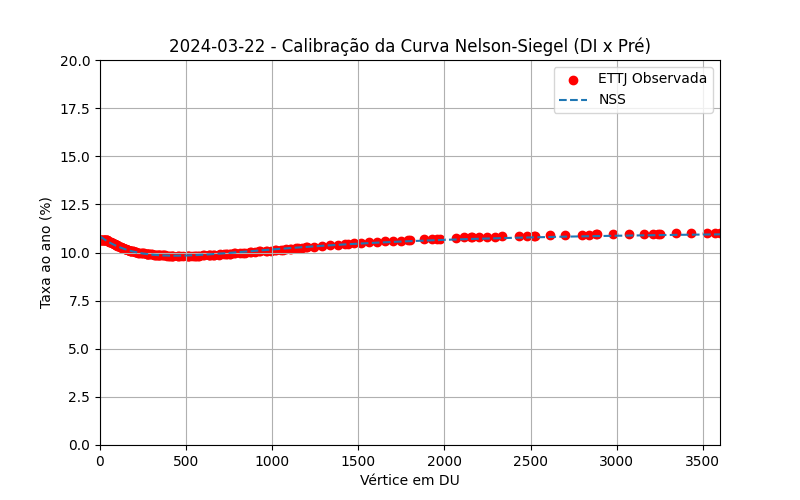 2024-03-22 - Calibração da Curva Nelson-Siegel (DI x Pré)
ETTJ Observada
NSS
Taxa ao ano (%)
20.0
17.5
15.0
12.5
10.0
7.5
5.0
2.5
0.0
0 500 1000 1500 2000 2500 3000 3500
Vértice em DU